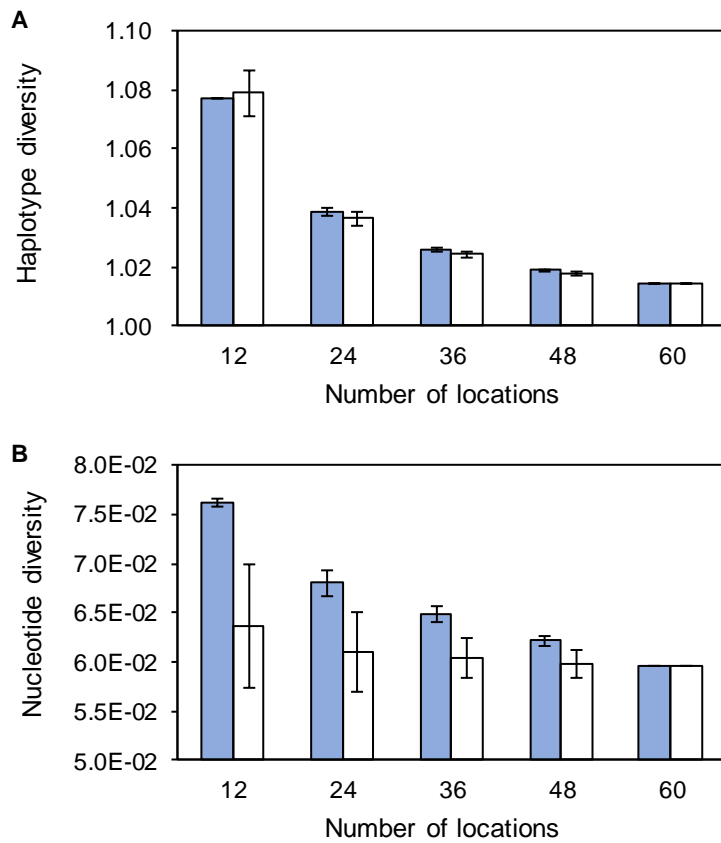 A
1.10
1.08
1.06
1.04
1.02
1.00
Haplotype diversity
12 24 36 48 60
Number of locations
B
8.0E-02
7.5E-02
7.0E-02
6.5E-02
6.0E-02
5.5E-02
5.0E-02
Nucleotide diversity
12 24 36 48 60
Number of locations